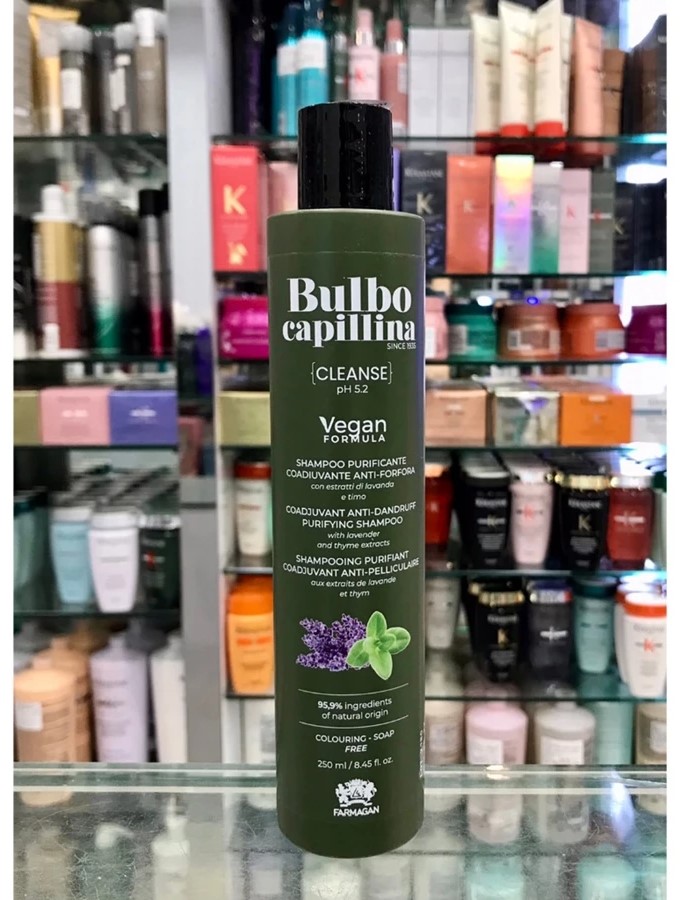 Bulbo
capillina
SINCE 1935
{CLEANSE}
pH 5.2
Vegan
FORMULA
SHAMPOO PURIFICANTE
COADIUVANTE ANTI-FORFORA
con estratti di lavanda
e timo
COADJUVANT ANTI-DANDRUFF
PURIFYING SHAMPOO
with lavender
and thyme extracts
SHAMPOOING PURIFIANT
COADJUVANT ANTI-PELLICULAIRE
aux extraits de lavande
et thym
95,9% ingredients
of natural origin
COLOURING - SOAP
FREE
250 ml / 8.45 fl. oz.
FARMAGAN